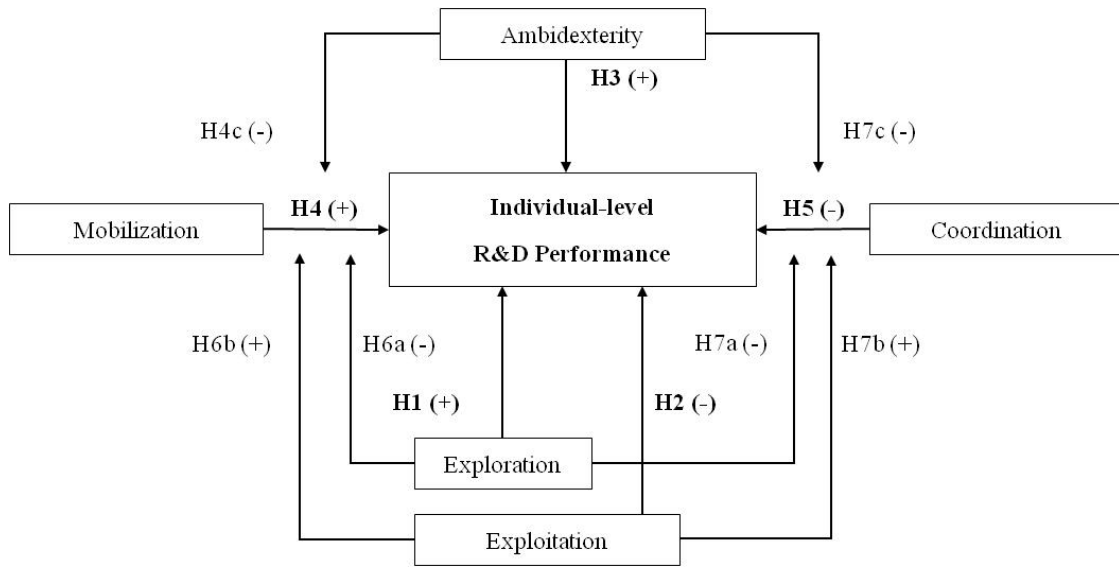 Ambidexterity
H3 (+)
H4c (-)
H7c (-)
Mobilization
H4 (+)
Individual-level
R&D Performance
H5 (-)
Coordination
H6b (+)
H6a (-)
H7a (-)
H7b (+)
H1 (+)
H2 (-)
Exploration
Exploitation